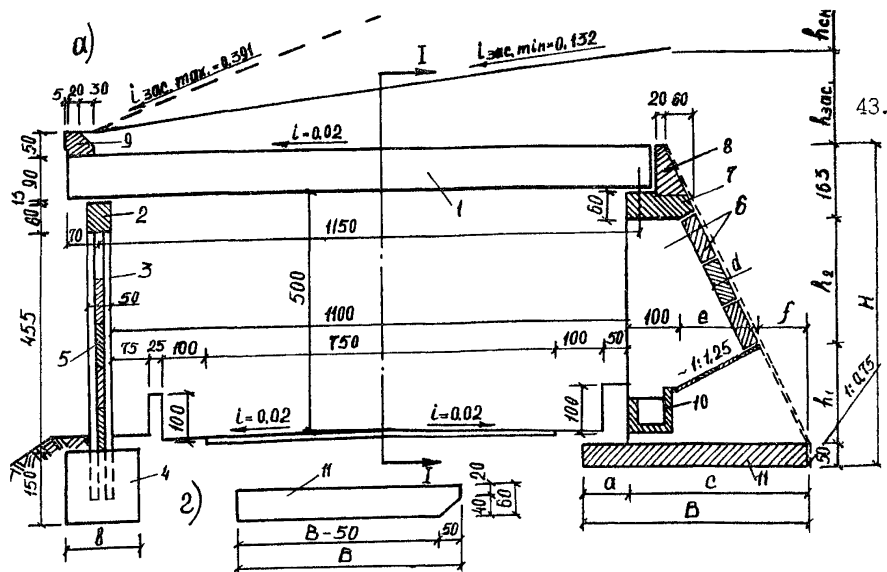 а)
i зас. max. = 0,391
i зас, min = 0,132
I
hсн
hзас.
43.
5 20 30
20 60
i = 0.02
9
8
7
50
90
15
60
165
1
60
2
6
70
1150
3
500
d
h2
H
50
1100
455
5
75 25 100
750
100 50
100
e
f
~ 1:1,25
1:0,75
100
i = 0,02
i = 0,02
100
10
h1
150
4
I
11
50
г)
11
20
40
60
a
c
в
В-50
50
В
В